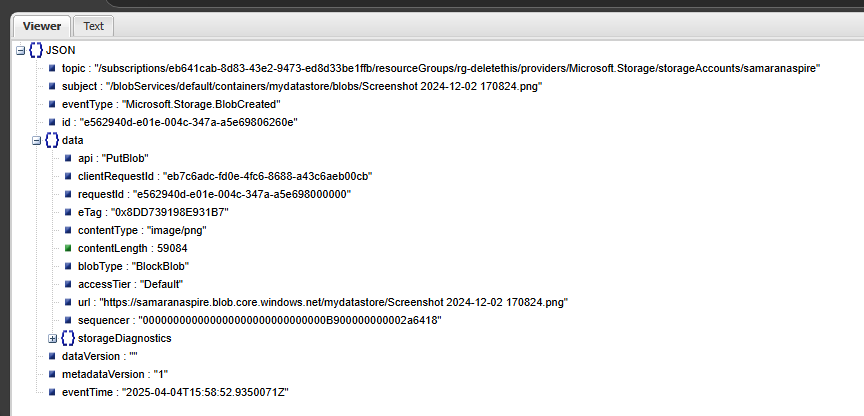 Viewer Text
JSON
topic : "/subscriptions/eb641cab-8d83-43e2-9473-ed8d33be1ffb/resourceGroups/rg-deletethis/providers/Microsoft.Storage/storageAccounts/samaranaspire"
subject : "/blobServices/default/containers/mydatastore/blobs/Screenshot 2024-12-02 170824.png"
eventType : "Microsoft.Storage.BlobCreated"
id : "e562940d-e01e-004c-347a-a5e69806260e"
data
api : "PutBlob"
clientRequestId : "eb7c6adc-fd0e-4fc6-8688-a43c6aeb00cb"
requestId : "e562940d-e01e-004c-347a-a5e698000000"
eTag : "0x8DD739198E931B7"
contentType : "image/png"
contentLength : 59084
blobType : "BlockBlob"
accessTier : "Default"
url : "https://samaranaspire.blob.core.windows.net/mydatastore/Screenshot 2024-12-02 170824.png"
sequencer : "00000000000000000000000000000B900000000002a6418"
storageDiagnostics
dataVersion : ""
metadataVersion : "1"
eventTime : "2025-04-04T15:58:52.9350071Z"